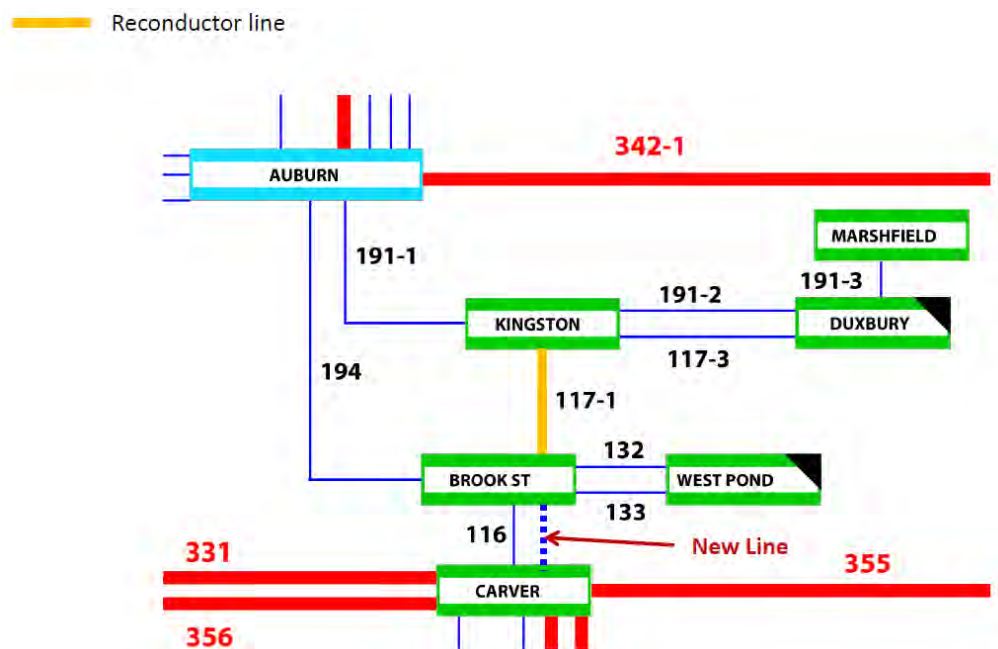 Reconductor line
342-1
AUBURN
MARSHFIELD
191-1
191-3
191-2
KINGSTON
DUXBURY
117-3
194
117-1
132
BROOK ST
WEST POND
133
116
New Line
331
355
CARVER
356